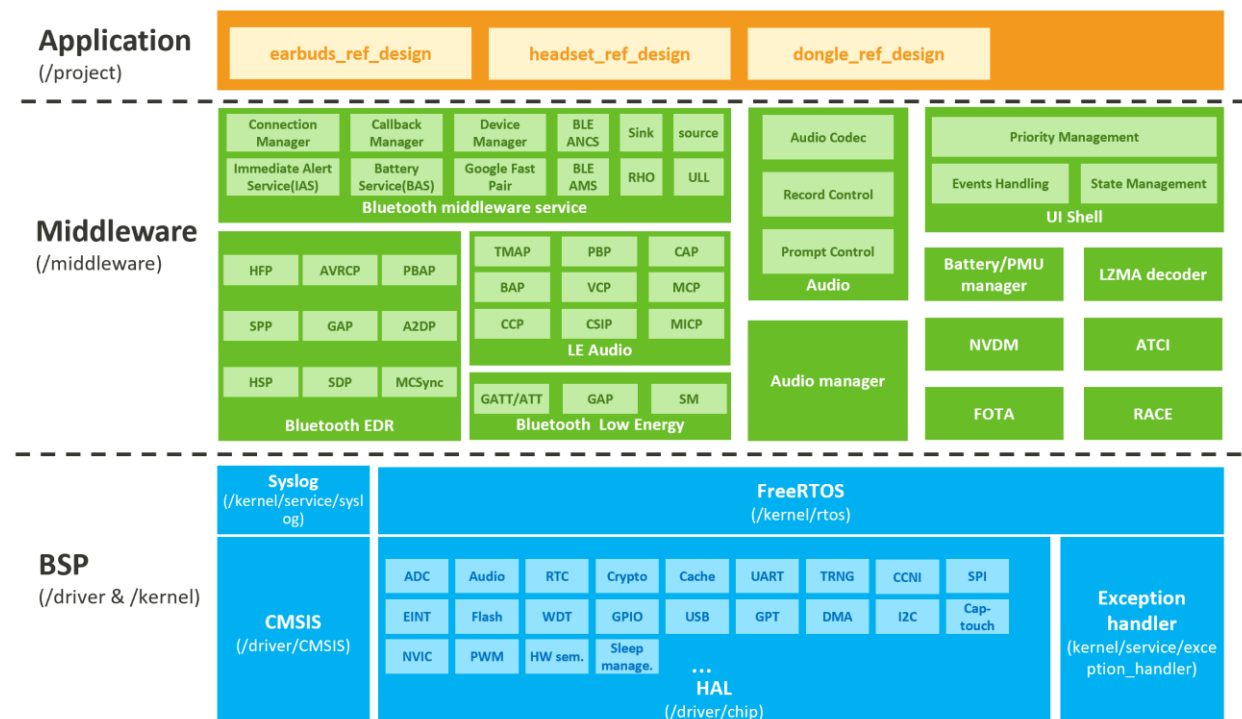 Application
(/project)
earbuds_ref_design
headset_ref_design
dongle_ref_design
Middleware
(/middleware)
Connection
Manager
Callback
Manager
Device
Manager
BLE
ANCS
Sink
source
Immediate Alert
Service(IAS)
Battery
Service(BAS)
Google Fast
Pair
BLE
AMS
RHO
ULL
Bluetooth middleware service
HFP
AVRCP
PBAP
SPP
GAP
A2DP
HSP
SDP
MCSync
Bluetooth EDR
TMAP
PBP
CAP
BAP
VCP
MCP
CCP
CSIP
MICP
LE Audio
GATT/ATT
GAP
SM
Bluetooth Low Energy
Audio Codec
Record Control
Prompt Control
Audio
Audio manager
Priority Management
Events Handling
State Management
UI Shell
Battery/PMU
manager
LZMA decoder
NVDM
ATCI
FOTA
RACE
BSP
(/driver & /kernel)
Syslog
(/kernel/service/sysl
og)
FreeRTOS
(/kernel/rtos)
CMSIS
(/driver/CMSIS)
ADC
Audio
RTC
Crypto
Cache
UART
TRNG
CCNI
SPI
EINT
Flash
WDT
GPIO
USB
GPT
DMA
I2C
Cap-
touch
NVIC
PWM
HW sem.
Sleep
manage.
...
HAL
(/driver/chip)
Exception
handler
(kernel/service/exce
ption_handler)